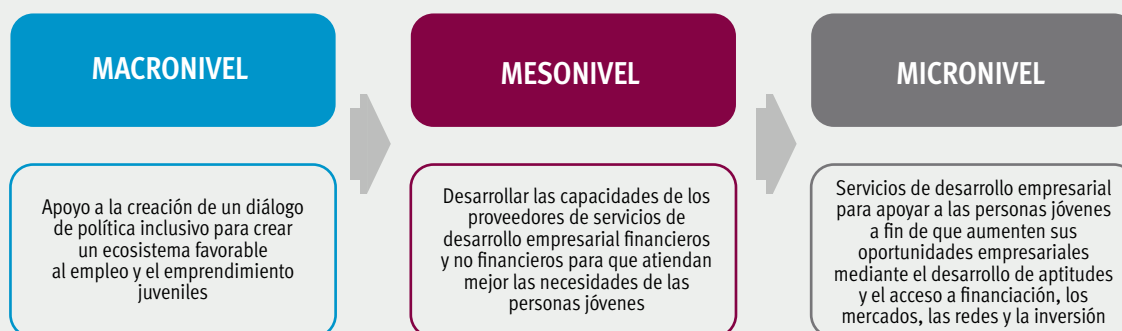 MACRONIVEL
Apoyo a la creación de un diálogo
de política inclusivo para crear
un ecosistema favorable
al empleo y el emprendimiento
juveniles
MESONIVEL
Desarrollar las capacidades de los
proveedores de servicios de
desarrollo empresarial financieros
y no financieros para que atiendan
mejor las necesidades de las
personas jóvenes
MICRONIVEL
Servicios de desarrollo empresarial
para apoyar a las personas jóvenes
a fin de que aumenten sus
oportunidades empresariales
mediante el desarrollo de aptitudes
y el acceso a financiación, los
mercados, las redes y la inversión